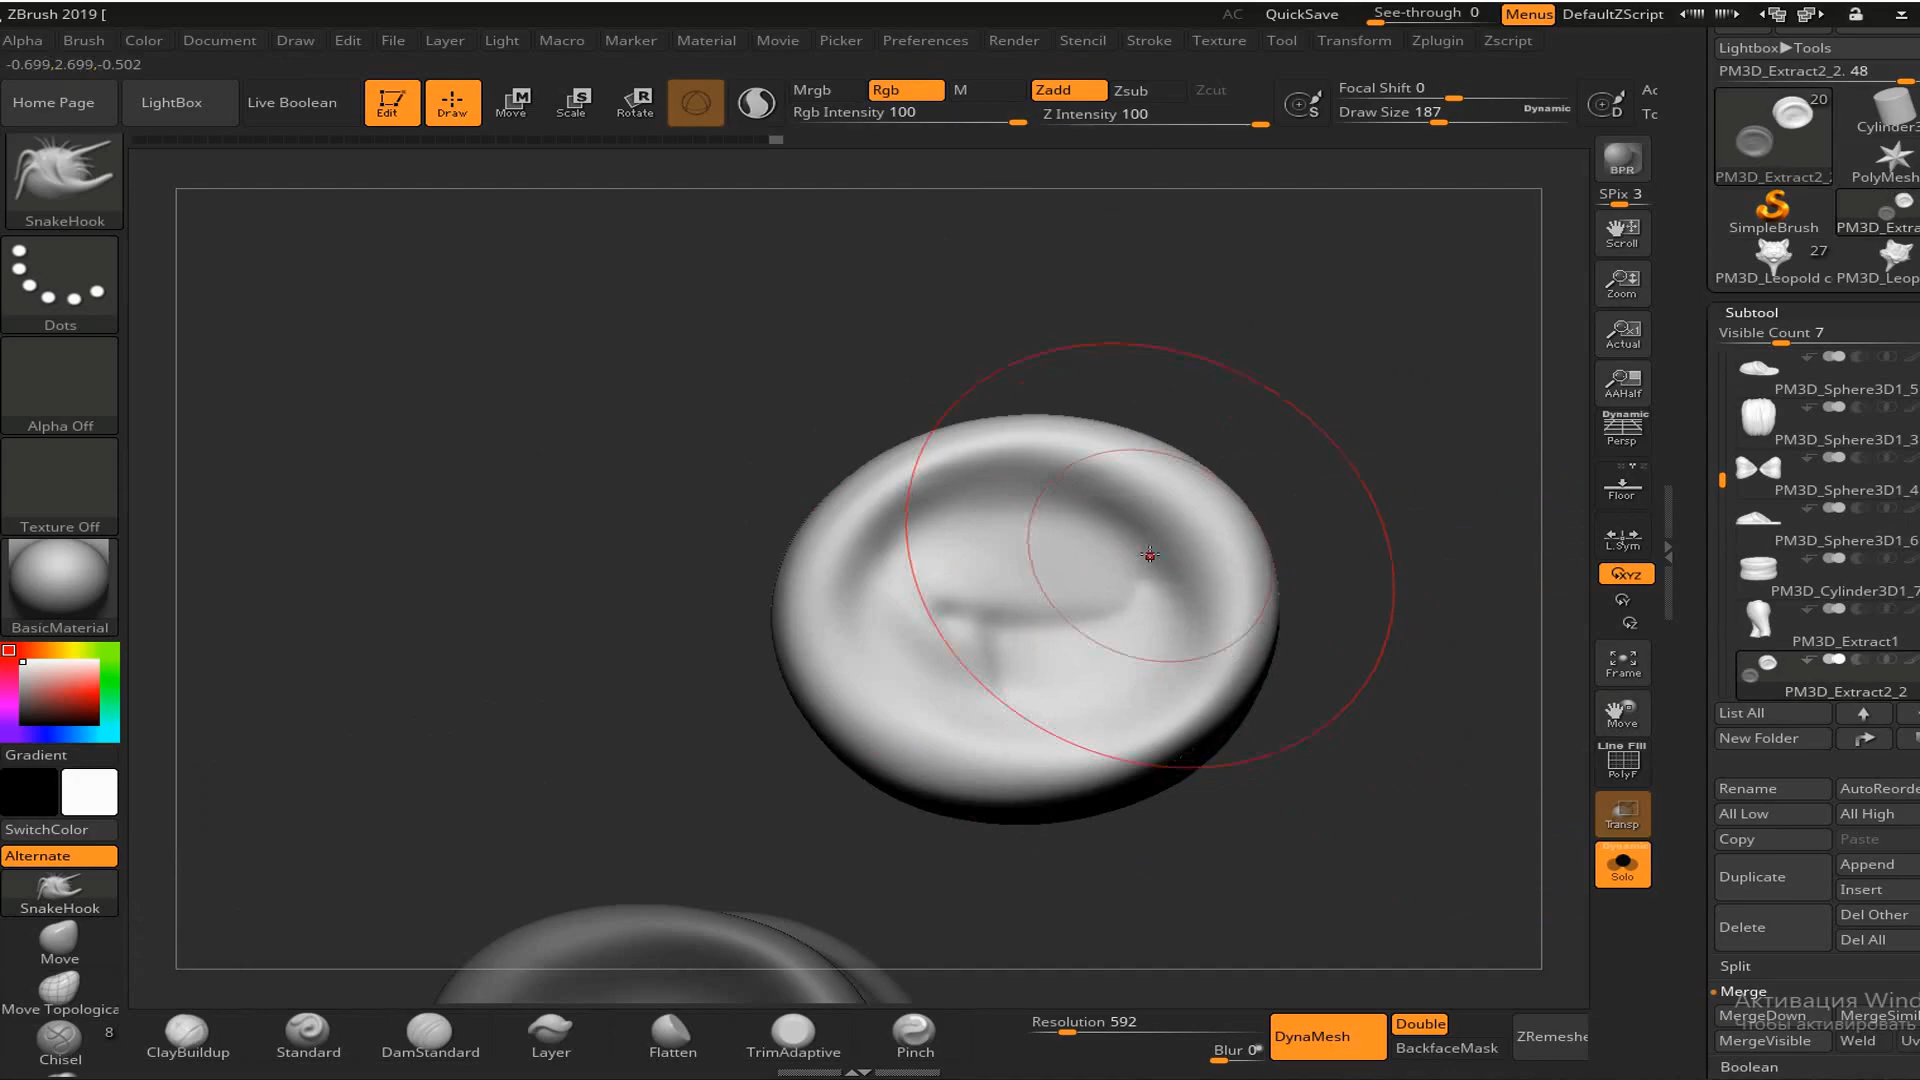 ZBrush 2019 [
AC QuickSave See-through 0 Menus DefaultZScript
Alpha Brush Color Document Draw Edit File Layer Light Macro Marker Material Movie Picker Preferences Render Stencil Stroke Texture Tool Transform Zplugin Zscript
-0.699,2.699,-0.502
Home Page LightBox Live Boolean Edit Draw Move Scale Rotate
Mrgb Rgb M
Rgb Intensity 100
Zadd Zsub Zcut
Z Intensity 100
Focal Shift 0
Draw Size 187 Dynamic
S
D
SnakeHook
Dots
Alpha Off
Texture Off
BasicMaterial
Gradient
SwitchColor
Alternate
SnakeHook
Move
Move Topologica
Chisel 8
BPR
SPix 3
Scroll
Zoom
Actual
AAHalf
Dynamic
Persp
Floor
L.Sym
XYZ
Frame
Move
Line Fill
PolyF
Transp
Dynamic
Solo
Lightbox▶Tools
PM3D_Extract2_2. 48
20
Cylinder3
PM3D_Extract2_2
PolyMesh
SimpleBrush PM3D_Extra
27
PM3D_Leopold c PM3D_Leop
Subtool
Visible Count 7
PM3D_Sphere3D1_5
PM3D_Sphere3D1_3
PM3D_Sphere3D1_4
PM3D_Sphere3D1_6
PM3D_Cylinder3D1_7
PM3D_Extract1
PM3D_Extract2_2
List All
New Folder
Rename AutoReorde
All Low All High
Copy Paste
Duplicate Append
Insert
Delete Del Other
Del All
Split
Merge
Активация Wind
MergeDown MergeSimil
Чтобы активировать
MergeVisible Weld Uv
Boolean
ClayBuildup Standard DamStandard Layer Flatten TrimAdaptive Pinch
Resolution 592
Blur 0
DynaMesh
Double
BackfaceMask
ZRemeshe